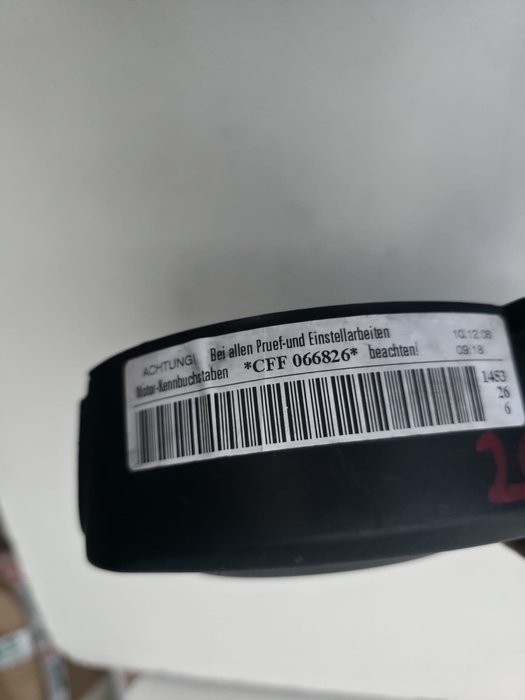 ACHTUNG! Bei allen Pruef-und Einstellarbeiten 10:12:08
Motor-Kennbuchstaben *CFF 066826* beachten! 09:18
1453
26
6